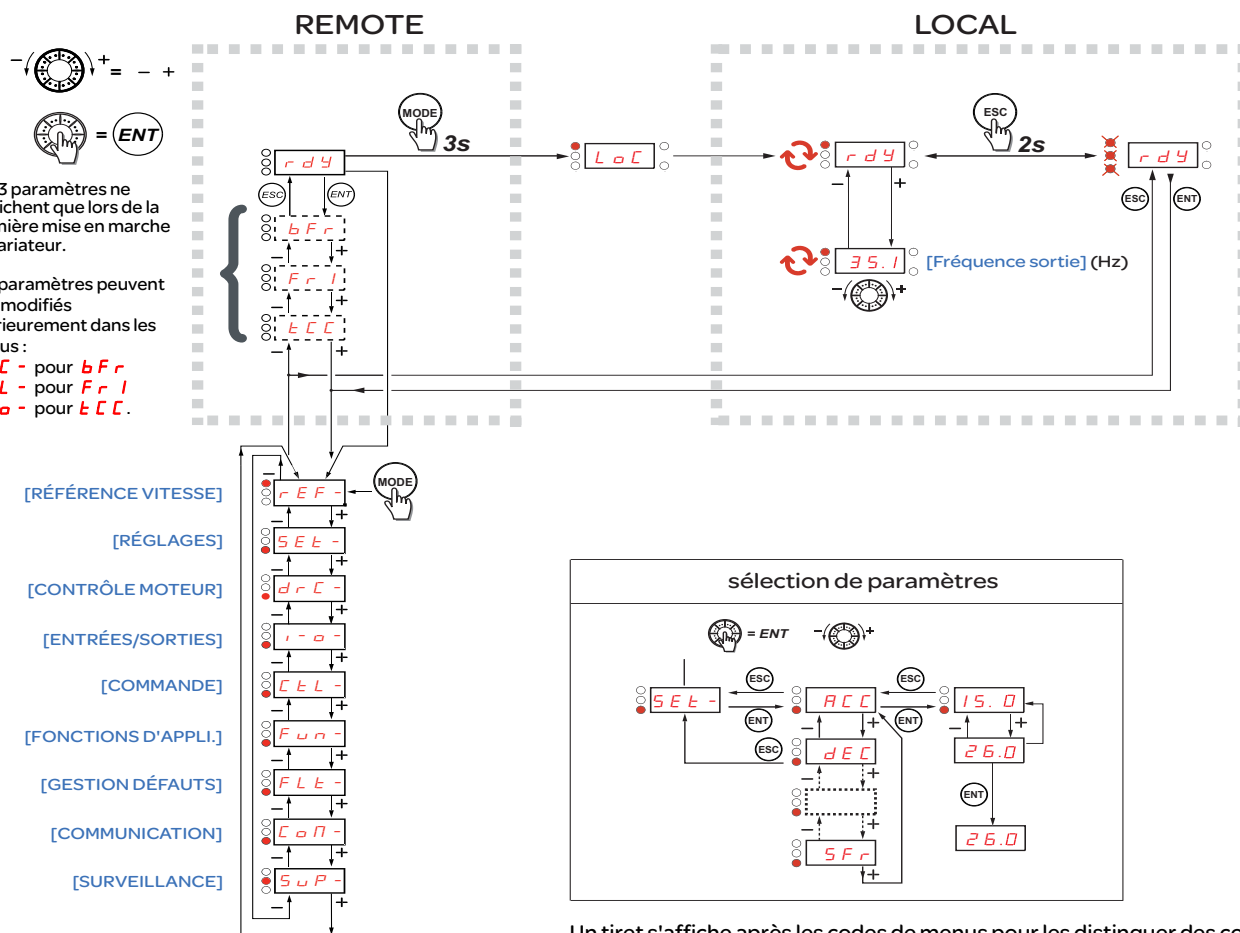 REMOTE
LOCAL
- + = - +
= ENT
MODE
3s
ESC
2s
rdY
LoC
rdY
rdY
ESC
ENT
ESC
ENT
3 paramètres ne
ichent que lors de la
nière mise en marche
ariateur.
bFr
+
-
Fr1
+
-
tCC
-
+
-
+
35.1
[Fréquence sortie] (Hz)
-
+
paramètres peuvent
modifiés
rieurement dans les
us :
C - pour bFr
L - pour Fr1
o - pour tCC.
[RÉFÉRENCE VITESSE]
-
rEF-
MODE
-
+
[RÉGLAGES]
SEt-
-
+
[CONTRÔLE MOTEUR]
drC-
-
+
[ENTRÉES/SORTIES]
I-o-
-
+
[COMMANDE]
CtL-
-
+
[FONCTIONS D'APPLI.]
Fun-
-
+
[GESTION DÉFAUTS]
FLt-
-
+
[COMMUNICATION]
CoM-
-
+
[SURVEILLANCE]
SuP-
-
+
sélection de paramètres
= ENT
-
+
ESC
ESC
SEt-
ACC
15.0
ENT
ENT
-
+
-
+
ESC
dEC
26.0
-
+
ENT
-
+
SFr
26.0
+
Un tiret s'affiche après les codes de menus pour les distinguer des co